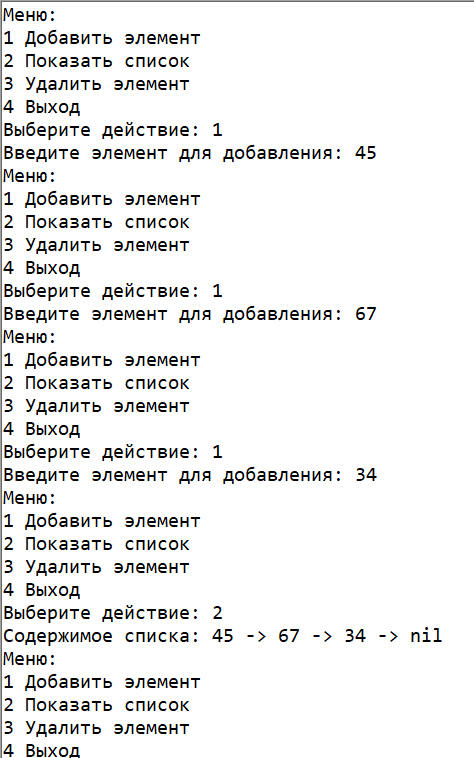 Меню:
1 Добавить элемент
2 Показать список
3 Удалить элемент
4 Выход
Выберите действие: 1
Введите элемент для добавления: 45
Меню:
1 Добавить элемент
2 Показать список
3 Удалить элемент
4 Выход
Выберите действие: 1
Введите элемент для добавления: 67
Меню:
1 Добавить элемент
2 Показать список
3 Удалить элемент
4 Выход
Выберите действие: 1
Введите элемент для добавления: 34
Меню:
1 Добавить элемент
2 Показать список
3 Удалить элемент
4 Выход
Выберите действие: 2
Содержимое списка: 45 -> 67 -> 34 -> nil
Меню:
1 Добавить элемент
2 Показать список
3 Удалить элемент
4 Выход